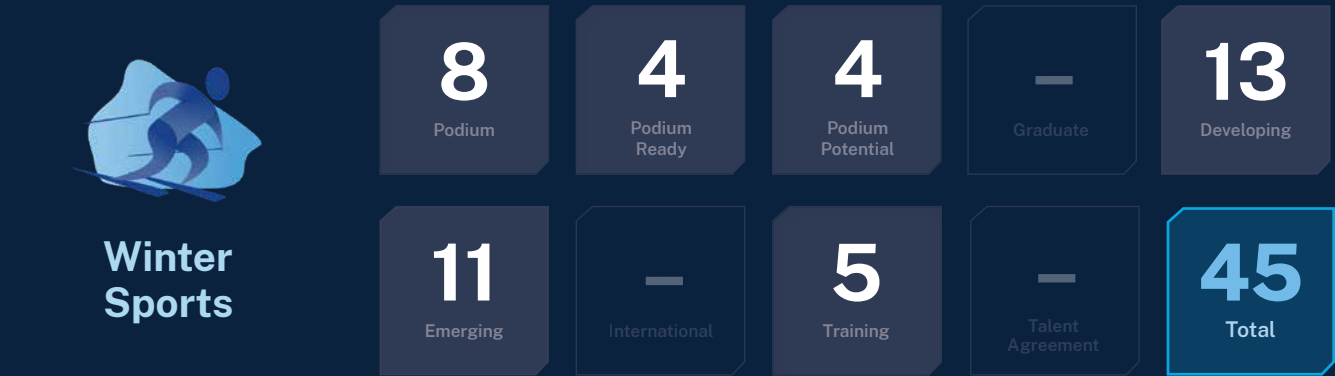 8
Podium
4
Podium
Ready
4
Podium
Potential
–
Graduate
13
Developing
Winter
Sports
11
Emerging
–
International
5
Training
–
Talent
Agreement
45
Total